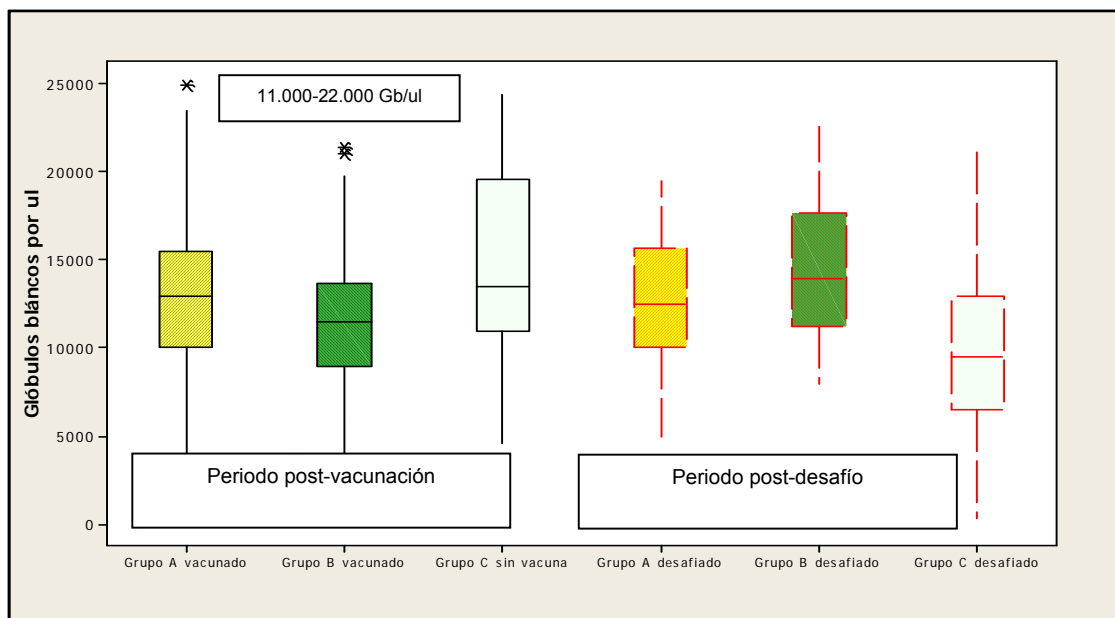 Glóbulos bláncos por ul
25000
20000
15000
10000
5000
0
11.000-22.000 Gb/ul
Periodo post-vacunación
Periodo post-desafío
Grupo A vacunado
Grupo B vacunado
Grupo C sin vacuna
Grupo A desafiado
Grupo B desafiado
Grupo C desafiado